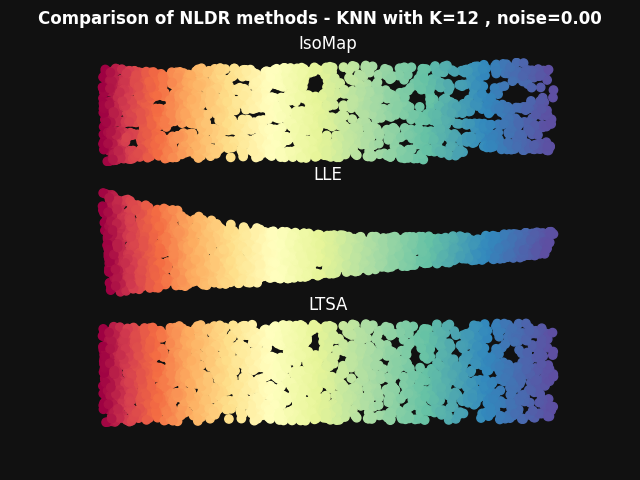 Comparison of NLDR methods - KNN with K=12 , noise=0.00
IsoMap
LLE
LTSA